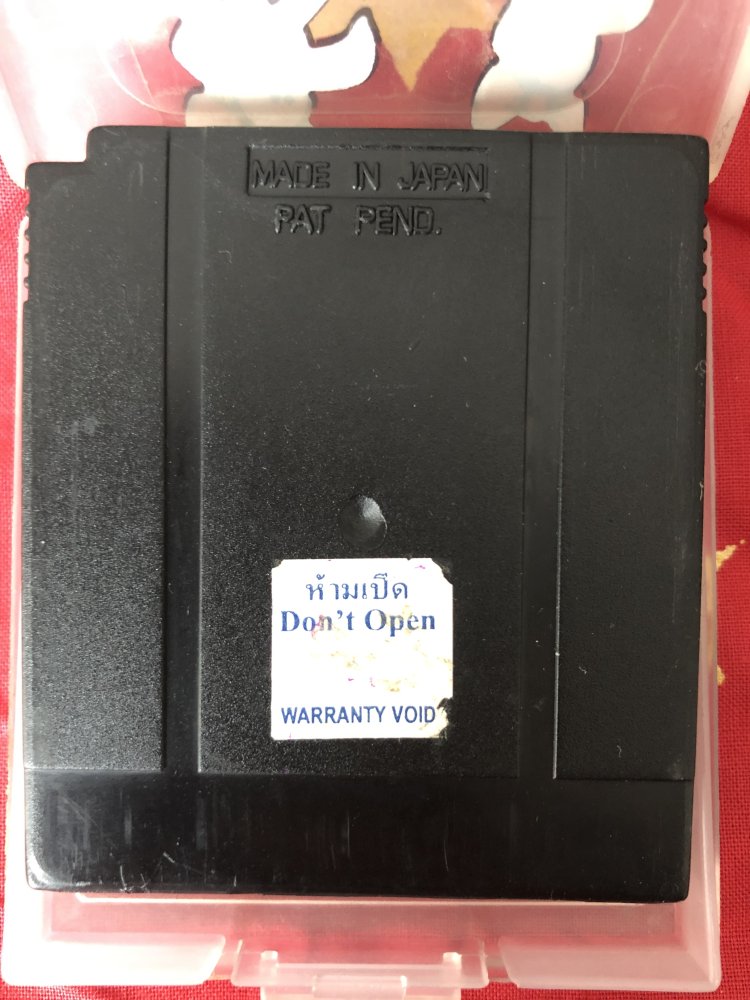 MADE IN JAPAN
PAT PEND.
ห้ามเปิด
Don't Open
WARRANTY VOID